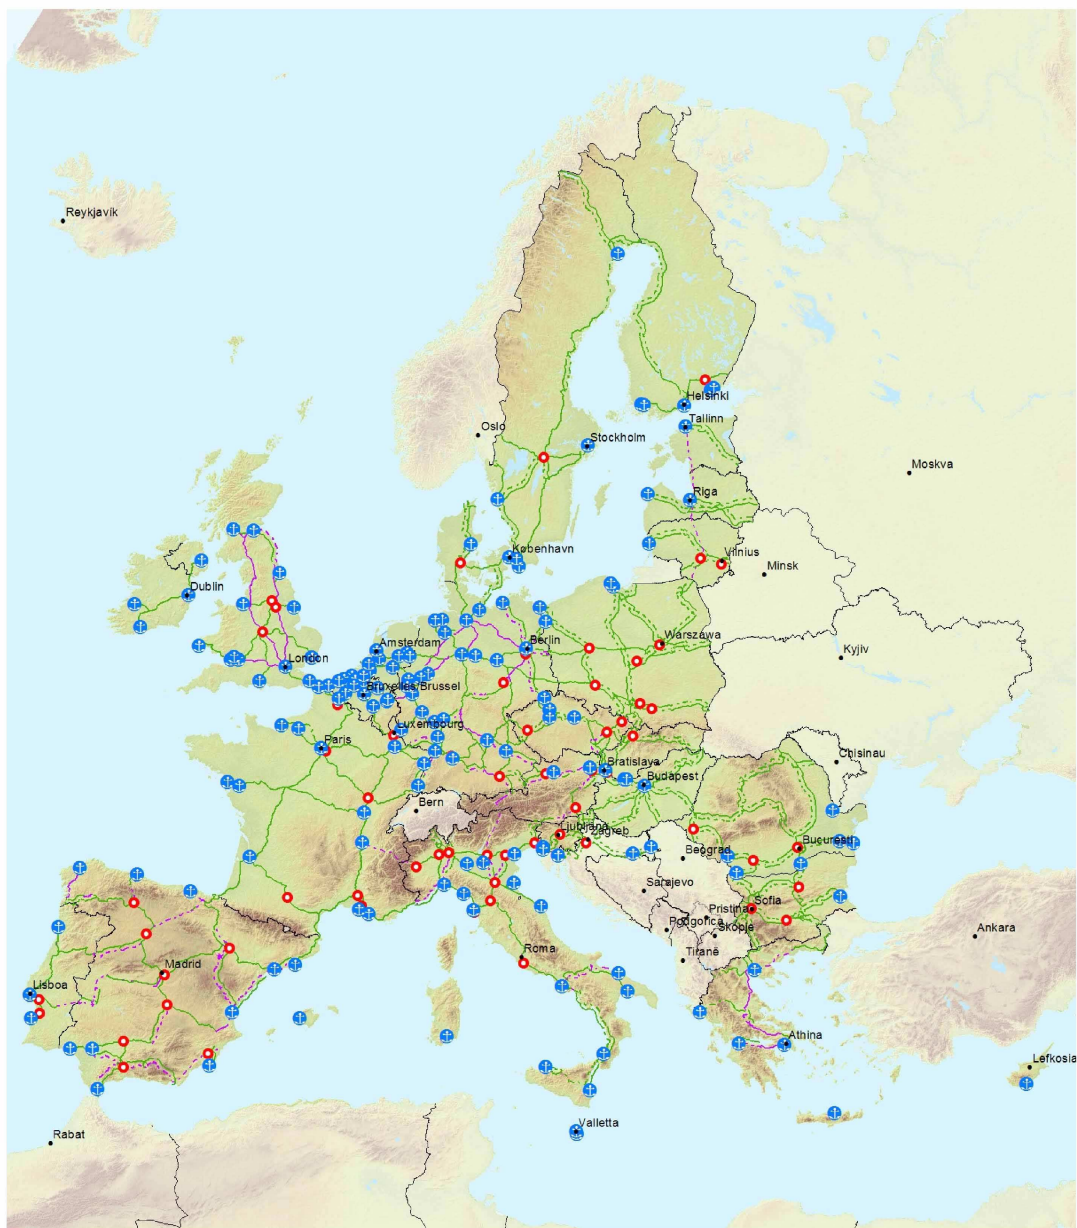 Reykjavík
Helsinki
Tallinn
Oslo
Stockholm
Moskva
Riga
København
Vilnius
Minsk
Dublin
Amsterdam
Berlin
Warszawa
Kyjiv
London
Bruxelles/Brussel
Luxembourg
Paris
Chisinau
Bratislava
Budapest
Bern
Ljubljana
Zagreb
Bucuresti
Beograd
Sarajevo
Sofia
Pristina
Podgorica
Skopje
Ankara
Roma
Tiranë
Madrid
Lisboa
Athina
Lefkosia
Valletta
Rabat